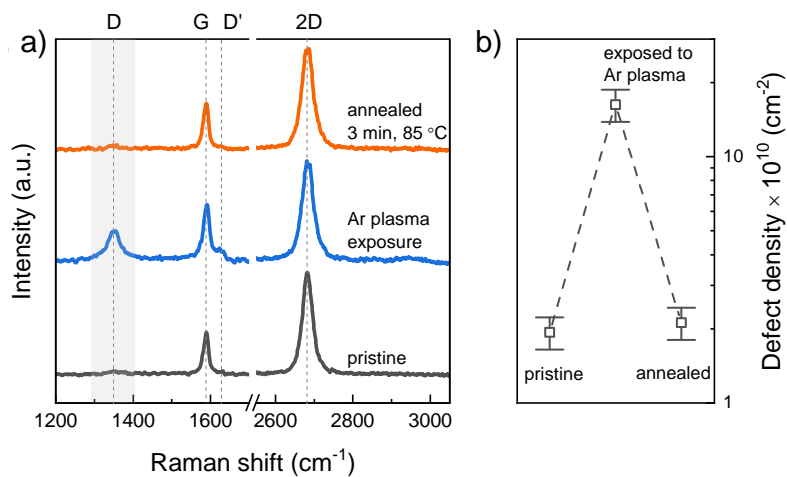 D G D' 2D
a)
annealed
3 min, 85 °C
Ar plasma
exposure
pristine
Intensity (a.u.)
1200 1400 1600 2600 2800 3000
Raman shift (cm⁻¹)
b)
exposed to
Ar plasma
pristine annealed
10
1
Defect density × 10¹⁰ (cm⁻²)